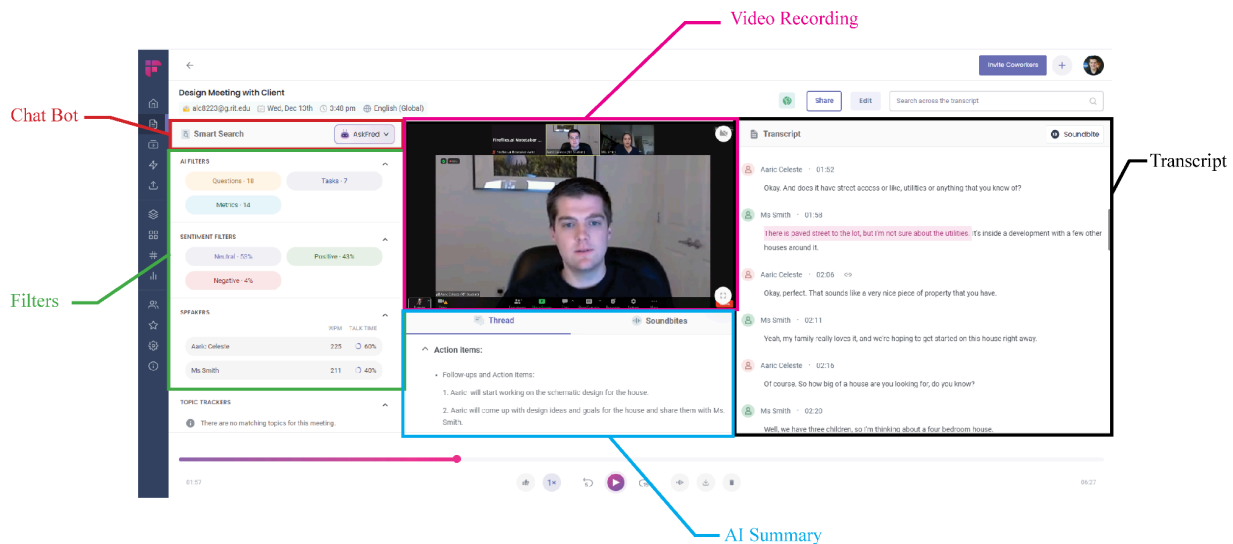 Video Recording
Invite Coworkers
Design Meeting with Client
alc8223@g.rit.edu Wed, Dec 13th 3:48 pm English (Global)
Share Edit Search across the transcript
Chat Bot
Smart Search AskFred
Fireflies.ai Notetaker ...
Transcript Soundbite
Transcript
AI FILTERS
Questions - 18 Tasks - 7
Metrics - 14
Aaric Celeste · 01:52
Okay. And does it have street access or like, utilities or anything that you know of?
Ms Smith · 01:58
There is paved street to the lot, but I'm not sure about the utilities. It's inside a development with a few other
houses around it.
SENTIMENT FILTERS
Neutral - 53% Positive - 43%
Negative - 4%
Aaric Celeste · 02:06
Okay, perfect. That sounds like a very nice piece of property that you have.
Filters
SPEAKERS
WPM TALK TIME
Aaric Celeste 225 60%
Ms Smith 211 40%
Thread Soundbites
Action Items:
Follow-ups and Action Items:
1. Aaric will start working on the schematic design for the house.
2. Aaric will come up with design ideas and goals for the house and share them with Ms.
Smith.
Ms Smith · 02:11
Yeah, my family really loves it, and we're hoping to get started on this house right away.
Aaric Celeste · 02:16
Of course. So how big of a house are you looking for, do you know?
Ms Smith · 02:20
Well, we have three children, so I'm thinking about a four bedroom house.
TOPIC TRACKERS
There are no matching topics for this meeting.
01:57 1x 5 06:27
AI Summary